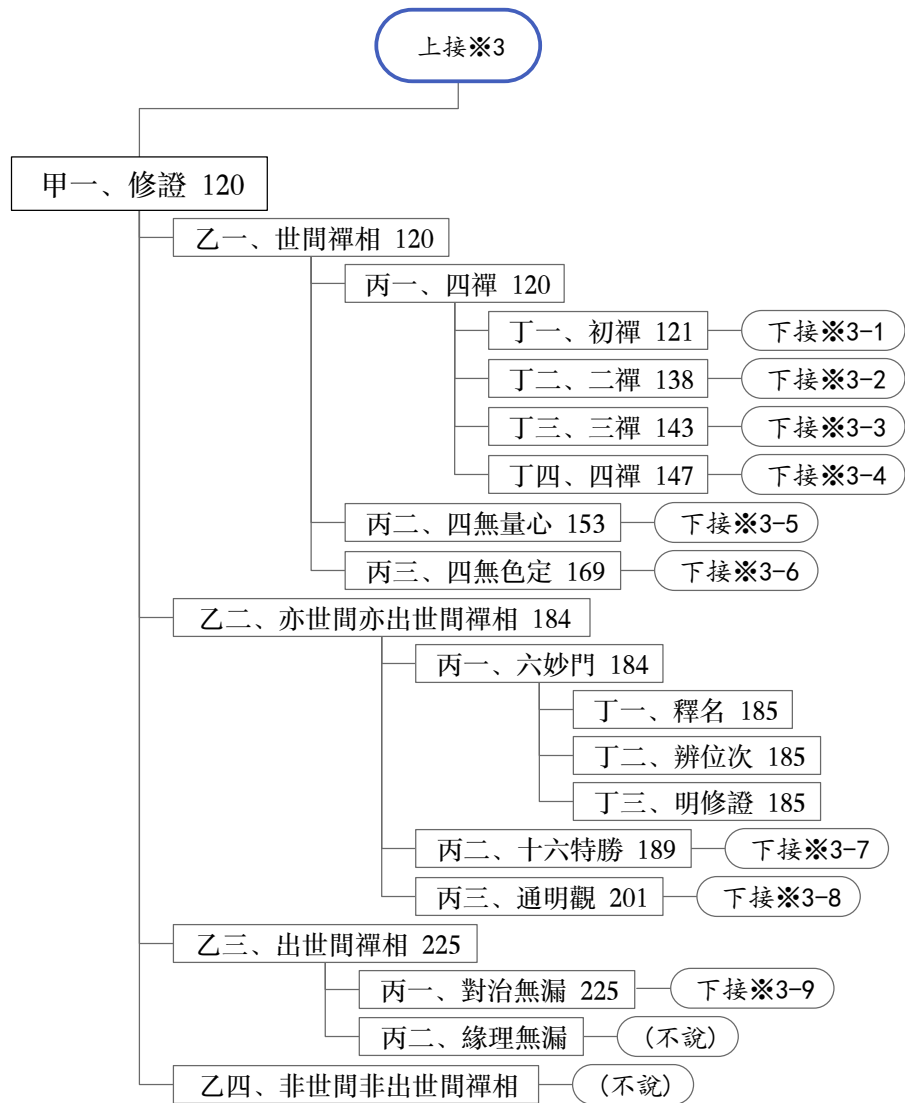 上接※3
甲一、修證 120
乙一、世間禪相 120
丙一、四禪 120
丁一、初禪 121 下接※3-1
丁二、二禪 138 下接※3-2
丁三、三禪 143 下接※3-3
丁四、四禪 147 下接※3-4
丙二、四無量心 153 下接※3-5
丙三、四無色定 169 下接※3-6
乙二、亦世間亦出世間禪相 184
丙一、六妙門 184
丁一、釋名 185
丁二、辨位次 185
丁三、明修證 185
丙二、十六特勝 189 下接※3-7
丙三、通明觀 201 下接※3-8
乙三、出世間禪相 225
丙一、對治無漏 225 下接※3-9
丙二、緣理無漏 (不說)
乙四、非世間非出世間禪相 (不說)